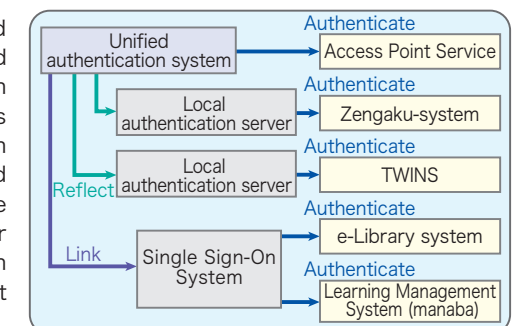 Authenticate
Unified
authentication system
Access Point Service
Authenticate
Local
authentication server
Zengaku-system
Authenticate
Local
authentication server
TWINS
Reflect
Authenticate
e-Library system
Link
Single Sign-On
System
Authenticate
Learning Management
System (manaba)